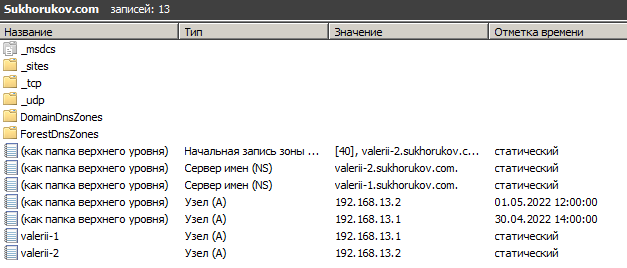 Sukhorukov.com записей: 13
Название Тип Значение Отметка времени
_msdcs
_sites
_tcp
_udp
DomainDnsZones
ForestDnsZones
(как папка верхнего уровня) Начальная запись зоны ... [40], valerii-2.sukhorukov.c... статический
(как папка верхнего уровня) Сервер имен (NS) valerii-2.sukhorukov.com. статический
(как папка верхнего уровня) Сервер имен (NS) valerii-1.sukhorukov.com. статический
(как папка верхнего уровня) Узел (A) 192.168.13.2 01.05.2022 12:00:00
(как папка верхнего уровня) Узел (A) 192.168.13.1 30.04.2022 14:00:00
valerii-1 Узел (A) 192.168.13.1 статический
valerii-2 Узел (A) 192.168.13.2 статический